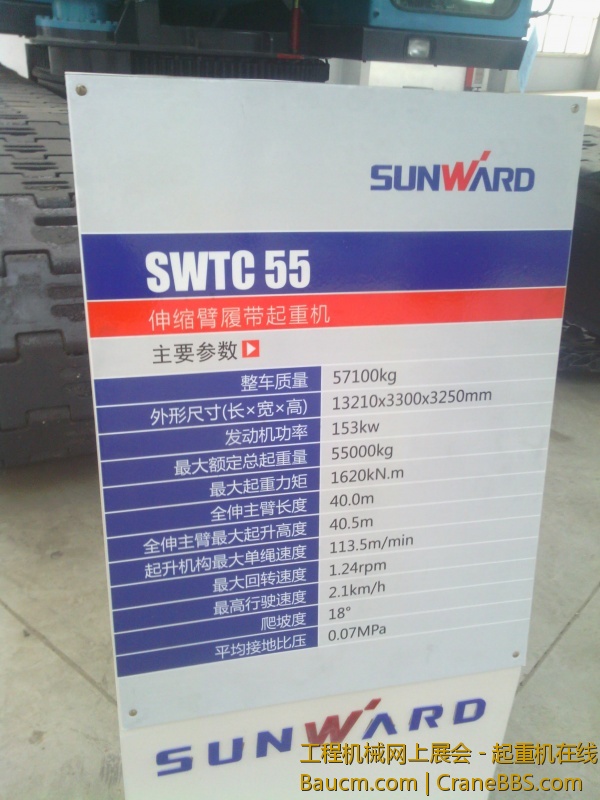 SUNWARD
SWTC 55
伸缩臂履带起重机
主要参数
整车质量 57100kg
外形尺寸(长×宽×高) 13210x3300x3250mm
发动机功率 153kw
最大额定总起重量 55000kg
最大起重力矩 1620kN.m
全伸主臂长度 40.0m
全伸主臂最大起升高度 40.5m
起升机构最大单绳速度 113.5m/min
最大回转速度 1.24rpm
最高行驶速度 2.1km/h
爬坡度 18°
平均接地比压 0.07MPa
SUNWARD
工程机械网上展会 - 起重机在线
Baucm.com | CraneBBS.com